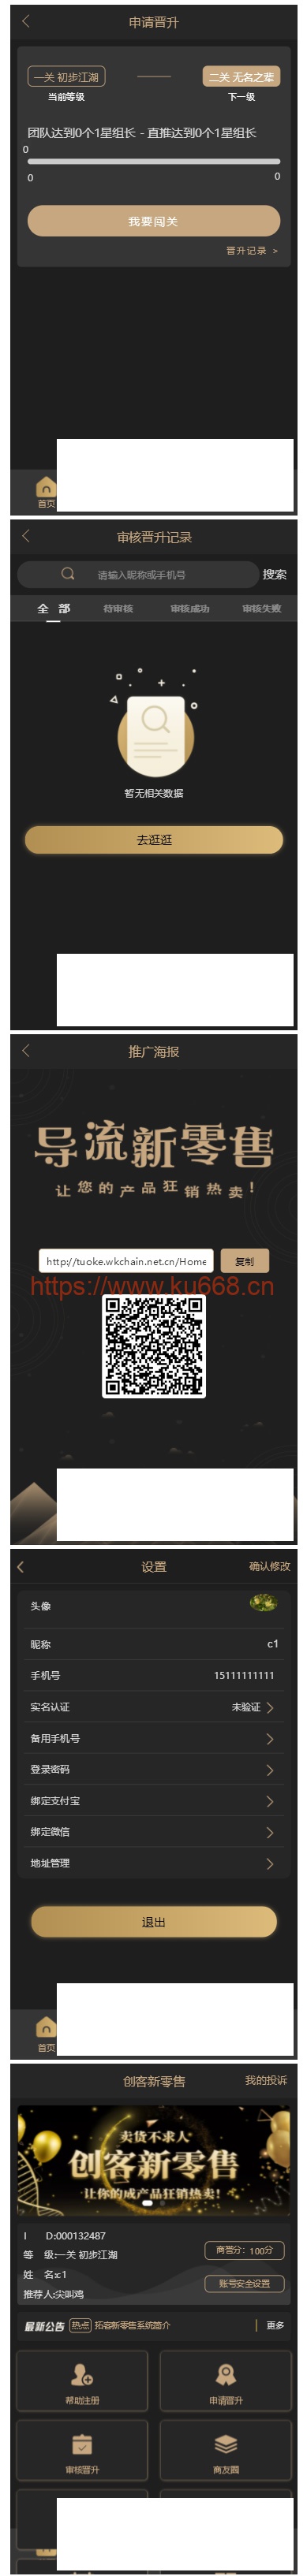 申请晋升
一关 初步江湖
二关 无名之辈
当前等级
下一级
团队达到0个1星组长 - 直推达到0个1星组长
0
0
0
我要闯关
晋升记录 >
首页
审核晋升记录
请输入昵称或手机号
搜索
全 部
待审核
审核成功
审核失败
暂无相关数据
去逛逛
推广海报
导流新零售
让您的产品狂销热卖！
http://tuoke.wkchain.net.cn/Home
复制
https://www.ku668.cn
设置
确认修改
头像
昵称
c1
手机号
15111111111
实名认证
未验证
备用手机号
登录密码
绑定支付宝
绑定微信
地址管理
退出
首页
创客新零售
我的投诉
卖货不求人
创客新零售
让你的成产品狂销热卖！
I D:000132487
等 级:一关 初步江湖
商誉分：100分
姓 名:c1
账号安全设置
推荐人:尖叫鸡
最新公告
热点
拓客新零售系统简介
更多
帮助注册
申请晋升
审核晋升
商友圈